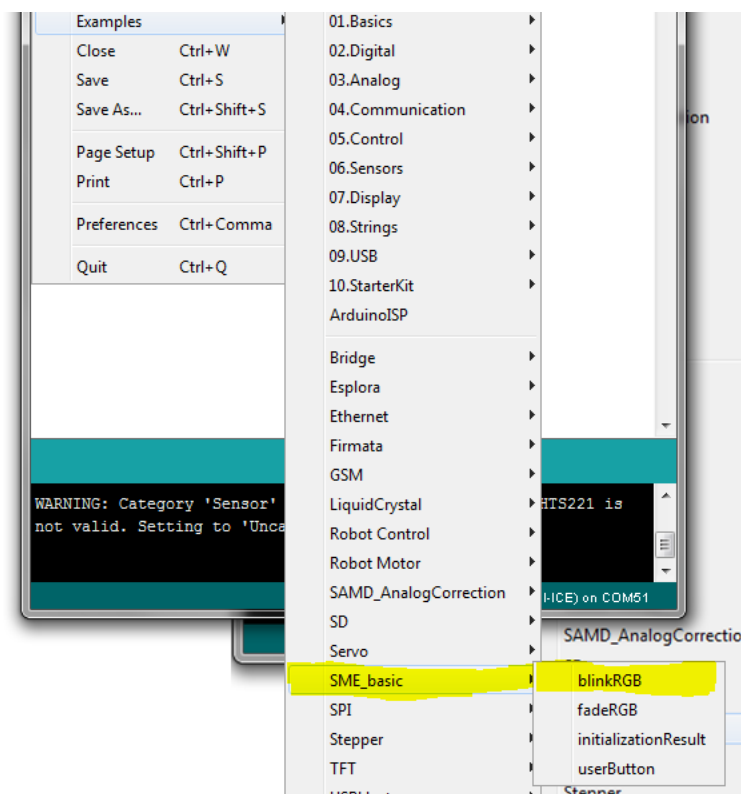 Examples
Close Ctrl+W
Save Ctrl+S
Save As... Ctrl+Shift+S
Page Setup Ctrl+Shift+P
Print Ctrl+P
Preferences Ctrl+Comma
Quit Ctrl+Q
01.Basics
02.Digital
03.Analog
04.Communication
05.Control
06.Sensors
07.Display
08.Strings
09.USB
10.StarterKit
ArduinoISP
Bridge
Esplora
Ethernet
Firmata
GSM
LiquidCrystal
Robot Control
Robot Motor
SAMD_AnalogCorrection
SD
Servo
SME_basic
SPI
Stepper
TFT
blinkRGB
fadeRGB
initializationResult
userButton
WARNING: Category 'Sensor' HTS221 is
not valid. Setting to 'Unca
I-ICE) on COM51
ion
SAMD_AnalogCorrectio
Stepper